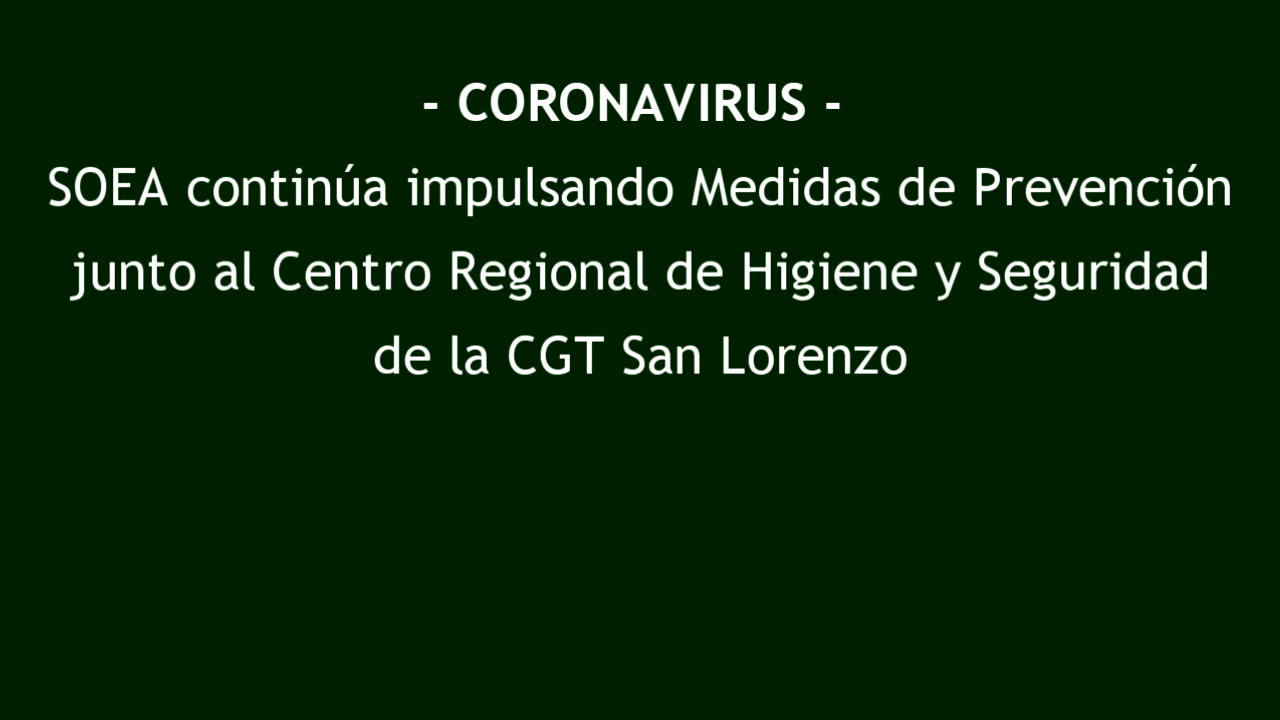 - CORONAVIRUS -
SOEA continúa impulsando Medidas de Prevención
junto al Centro Regional de Higiene y Seguridad
de la CGT San Lorenzo